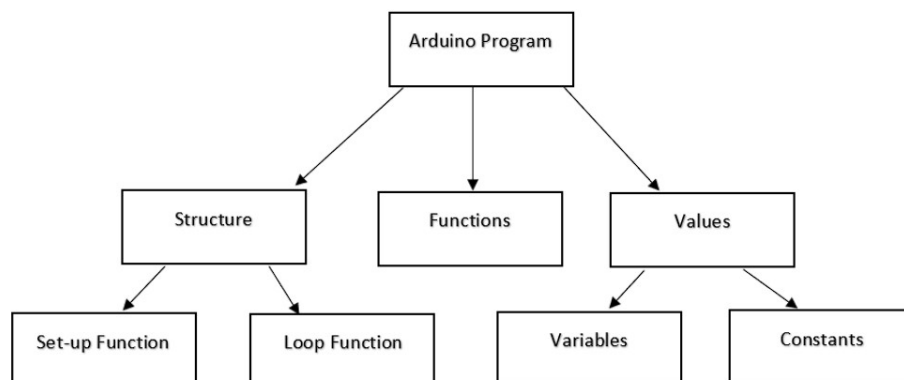 Arduino Program
Structure
Functions
Values
Set-up Function
Loop Function
Variables
Constants